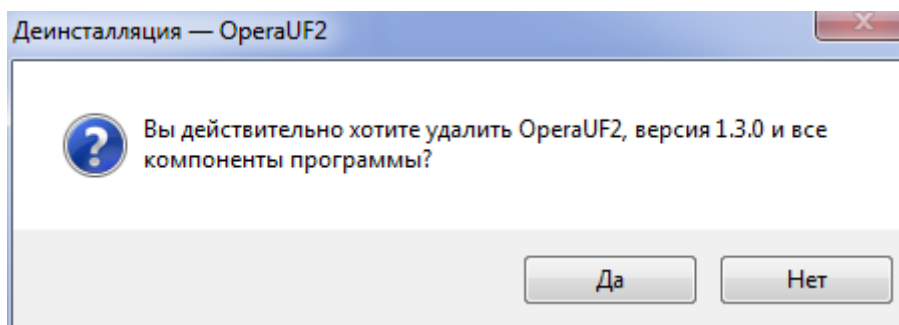 Деинсталляция — OperaUF2
Вы действительно хотите удалить OperaUF2, версия 1.3.0 и все
компоненты программы?
Да
Нет